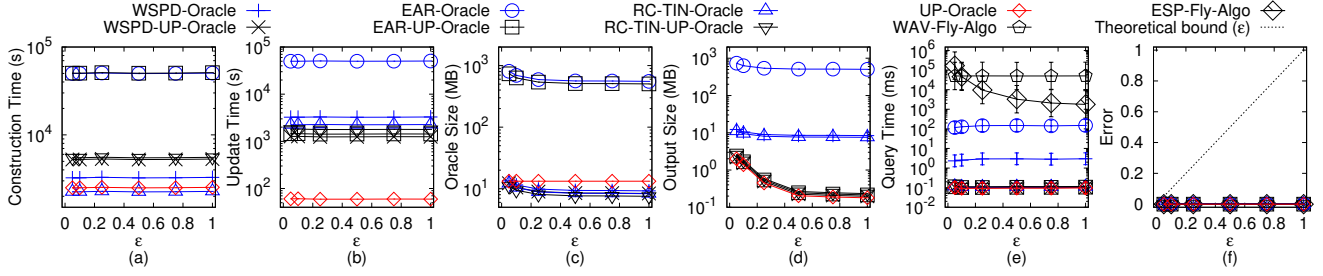 WSPD-Oracle EAR-Oracle RC-TIN-Oracle UP-Oracle ESP-Fly-Algo
WSPD-UP-Oracle EAR-UP-Oracle RC-TIN-UP-Oracle WAV-Fly-Algo Theoretical bound (ε)
Construction Time (s)
10^5
10^4
0 0.2 0.4 0.6 0.8 1
ε
(a)
Update Time (s)
10^5
10^4
10^3
10^2
0 0.2 0.4 0.6 0.8 1
ε
(b)
Oracle Size (MB)
10^3
10^2
10^1
0 0.2 0.4 0.6 0.8 1
ε
(c)
Output Size (MB)
10^3
10^2
10^1
10^0
10^-1
0 0.2 0.4 0.6 0.8 1
ε
(d)
Query Time (ms)
10^6
10^5
10^4
10^3
10^2
10^1
10^0
10^-1
10^-2
0 0.2 0.4 0.6 0.8 1
ε
(e)
Error
1
0.8
0.6
0.4
0.2
0
0 0.2 0.4 0.6 0.8 1
ε
(f)